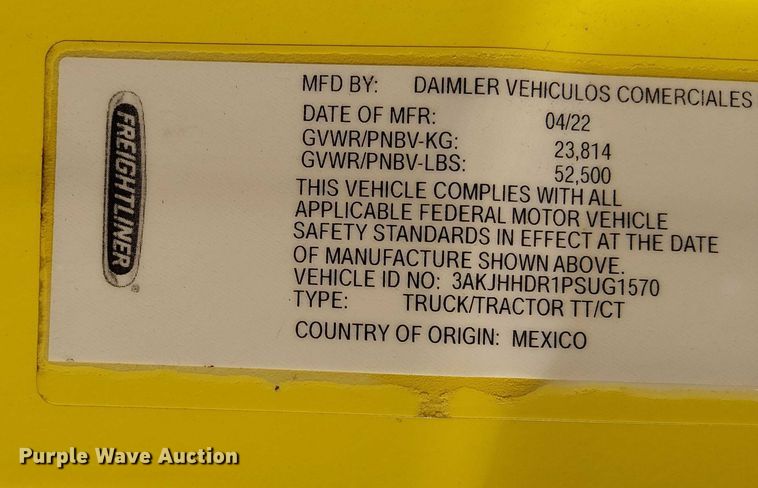 FREIGHTLINER
MFD BY: DAIMLER VEHICULOS COMERCIALES
DATE OF MFR: 04/22
GVWR/PNBV-KG: 23,814
GVWR/PNBV-LBS: 52,500
THIS VEHICLE COMPLIES WITH ALL
APPLICABLE FEDERAL MOTOR VEHICLE
SAFETY STANDARDS IN EFFECT AT THE DATE
OF MANUFACTURE SHOWN ABOVE.
VEHICLE ID NO: 3AKJHHDR1PSUG1570
TYPE: TRUCK/TRACTOR TT/CT
COUNTRY OF ORIGIN: MEXICO
Purple Wave Auction